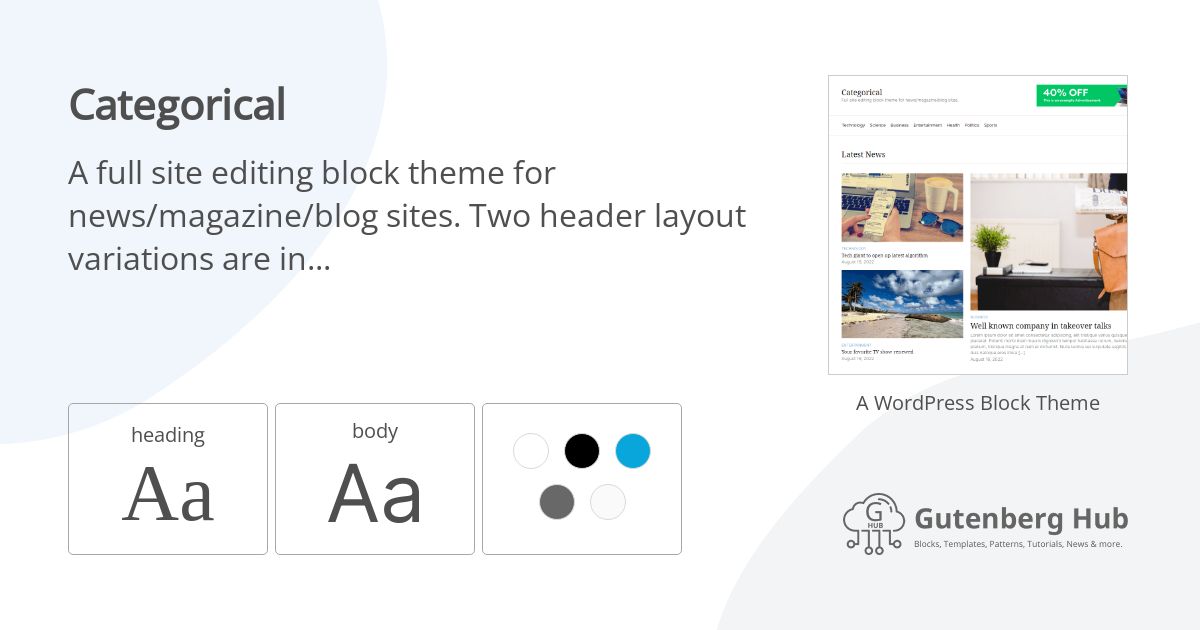 Categorical
A full site editing block theme for
news/magazine/blog sites. Two header layout
variations are in...
heading
Aa
body
Aa
Categorical
Full site editing block theme for news/magazine/blog sites.
40% OFF
This is an example Advertisement
Technology Science Business Entertainment Health Politics Sports
Latest News
TECHNOLOGY
Tech giant to open up latest algorithm
August 19, 2022
ENTERTAINMENT
Your favorite TV show renewed
August 19, 2022
BUSINESS
Well known company in takeover talks
August 19, 2022
A WordPress Block Theme
G
HUB
Gutenberg Hub
Blocks, Templates, Patterns, Tutorials, News & more.